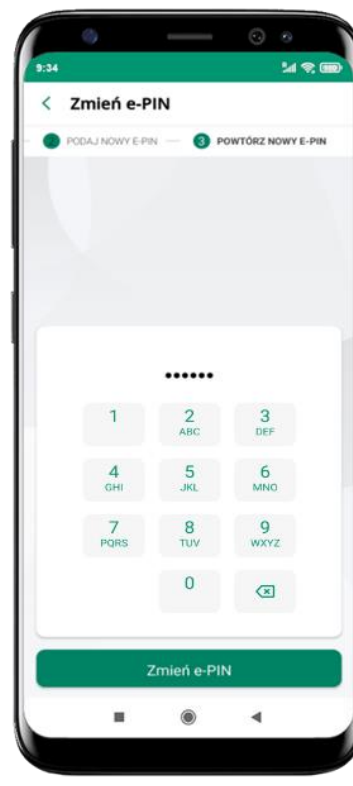 9:34
Zmień e-PIN
2 PODAJ NOWY E-PIN — 3 POWTÓRZ NOWY E-PIN
••••••
1 2 3
ABC DEF
4 5 6
GHI JKL MNO
7 8 9
PQRS TUV WXYZ
0
Zmień e-PIN